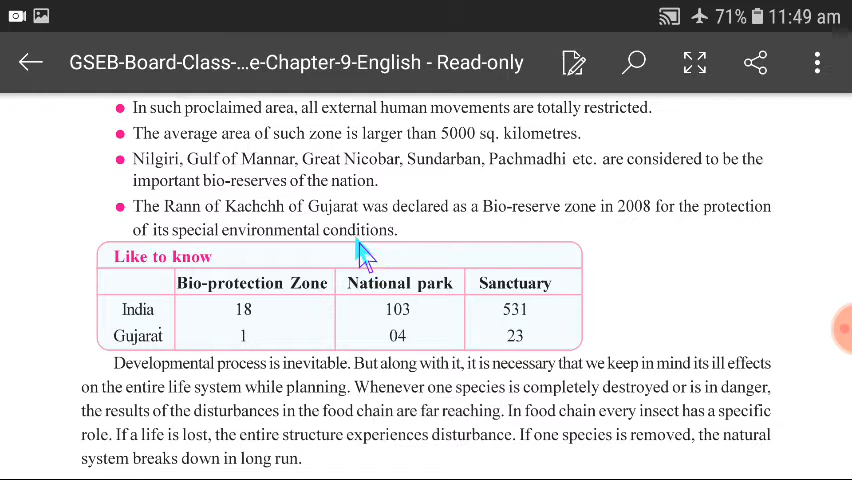 71% 11:49 am
GSEB-Board-Class-...e-Chapter-9-English - Read-only
In such proclaimed area, all external human movements are totally restricted.
The average area of such zone is larger than 5000 sq. kilometres.
Nilgiri, Gulf of Mannar, Great Nicobar, Sundarban, Pachmadhi etc. are considered to be the
important bio-reserves of the nation.
The Rann of Kachchh of Gujarat was declared as a Bio-reserve zone in 2008 for the protection
of its special environmental conditions.
Like to know
Bio-protection Zone National park Sanctuary
India 18 103 531
Gujarat 1 04 23
Developmental process is inevitable. But along with it, it is necessary that we keep in mind its ill effects
on the entire life system while planning. Whenever one species is completely destroyed or is in danger,
the results of the disturbances in the food chain are far reaching. In food chain every insect has a specific
role. If a life is lost, the entire structure experiences disturbance. If one species is removed, the natural
system breaks down in long run.